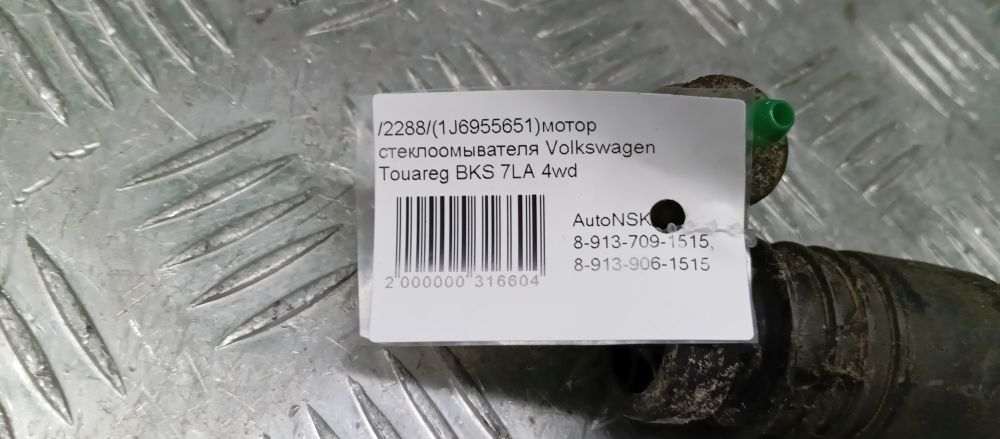 /2288/(1J6955651)мотор
стеклоомывателя Volkswagen
Touareg BKS 7LA 4wd
AutoNSK
8-913-709-1515,
8-913-906-1515
2 000000 316604